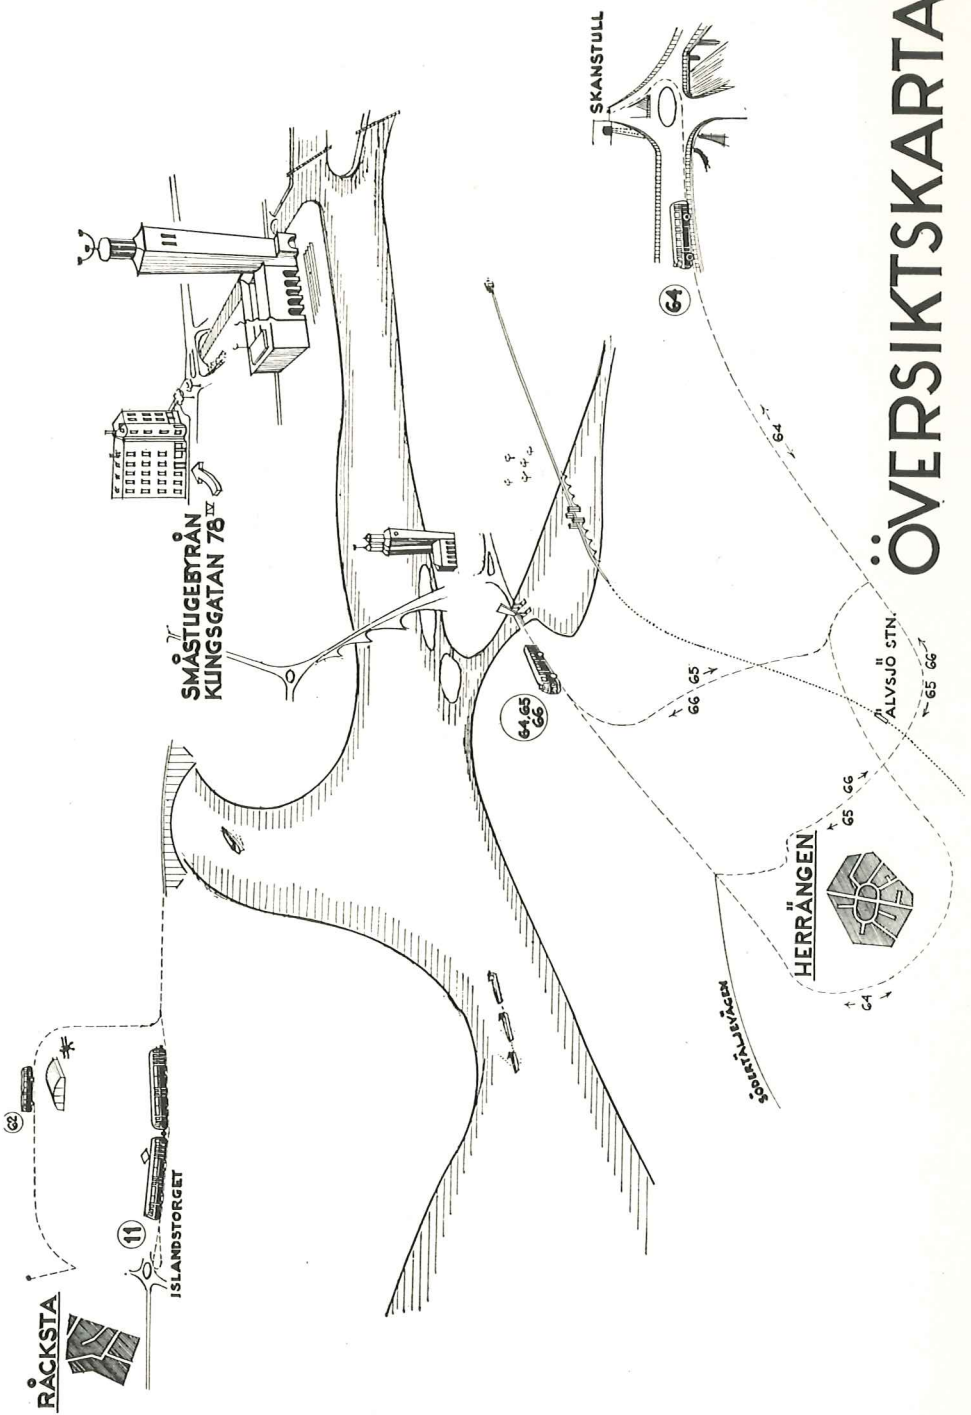 RÅCKSTA
62
11
ISLANDSTORGET
SMÅSTUGEBYRÅN
KUNGSGATAN 78 IV
64, 65
66
SKANSTULL
64
64
66 65
ÄLVSJÖ STN.
65 66
65 66
HERRÄNGEN
SÖDERTÄLJEVÄGEN
64
ÖVERSIKTSKARTA